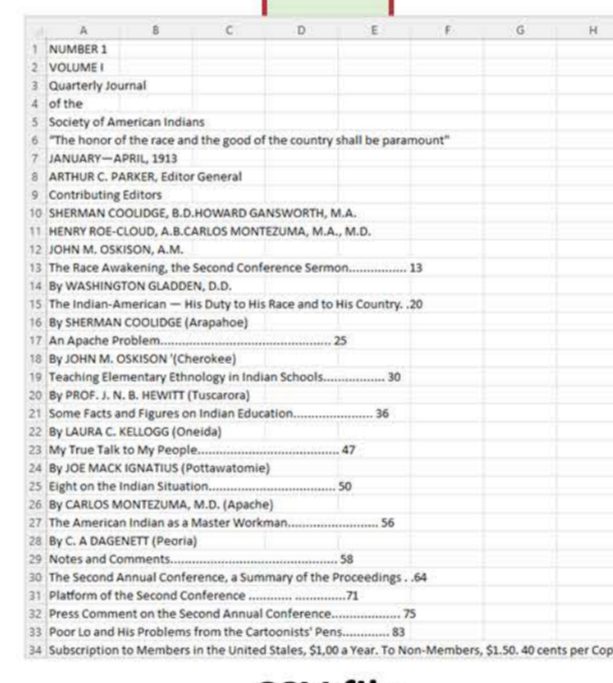 A B C D E F G H
1 NUMBER 1
2 VOLUME I
3 Quarterly Journal
4 of the
5 Society of American Indians
6 "The honor of the race and the good of the country shall be paramount"
7 JANUARY—APRIL, 1913
8 ARTHUR C. PARKER, Editor General
9 Contributing Editors
10 SHERMAN COOLIDGE, B.D.HOWARD GANSWORTH, M.A.
11 HENRY ROE-CLOUD, A.B.CARLOS MONTEZUMA, M.A., M.D.
12 JOHN M. OSKISON, A.M.
13 The Race Awakening, the Second Conference Sermon................ 13
14 By WASHINGTON GLADDEN, D.D.
15 The Indian-American — His Duty to His Race and to His Country. .20
16 By SHERMAN COOLIDGE (Arapahoe)
17 An Apache Problem.............................................. 25
18 By JOHN M. OSKISON '(Cherokee)
19 Teaching Elementary Ethnology in Indian Schools................. 30
20 By PROF. J. N. B. HEWITT (Tuscarora)
21 Some Facts and Figures on Indian Education...................... 36
22 By LAURA C. KELLOGG (Oneida)
23 My True Talk to My People....................................... 47
24 By JOE MACK IGNATIUS (Pottawatomie)
25 Eight on the Indian Situation................................... 50
26 By CARLOS MONTEZUMA, M.D. (Apache)
27 The American Indian as a Master Workman......................... 56
28 By C. A DAGENETT (Peoria)
29 Notes and Comments.............................................. 58
30 The Second Annual Conference, a Summary of the Proceedings . .64
31 Platform of the Second Conference ............ ..............71
32 Press Comment on the Second Annual Conference................... 75
33 Poor Lo and His Problems from the Cartoonists' Pens............. 83
34 Subscription to Members in the United Stales, $1,00 a Year. To Non-Members, $1.50. 40 cents per Cop